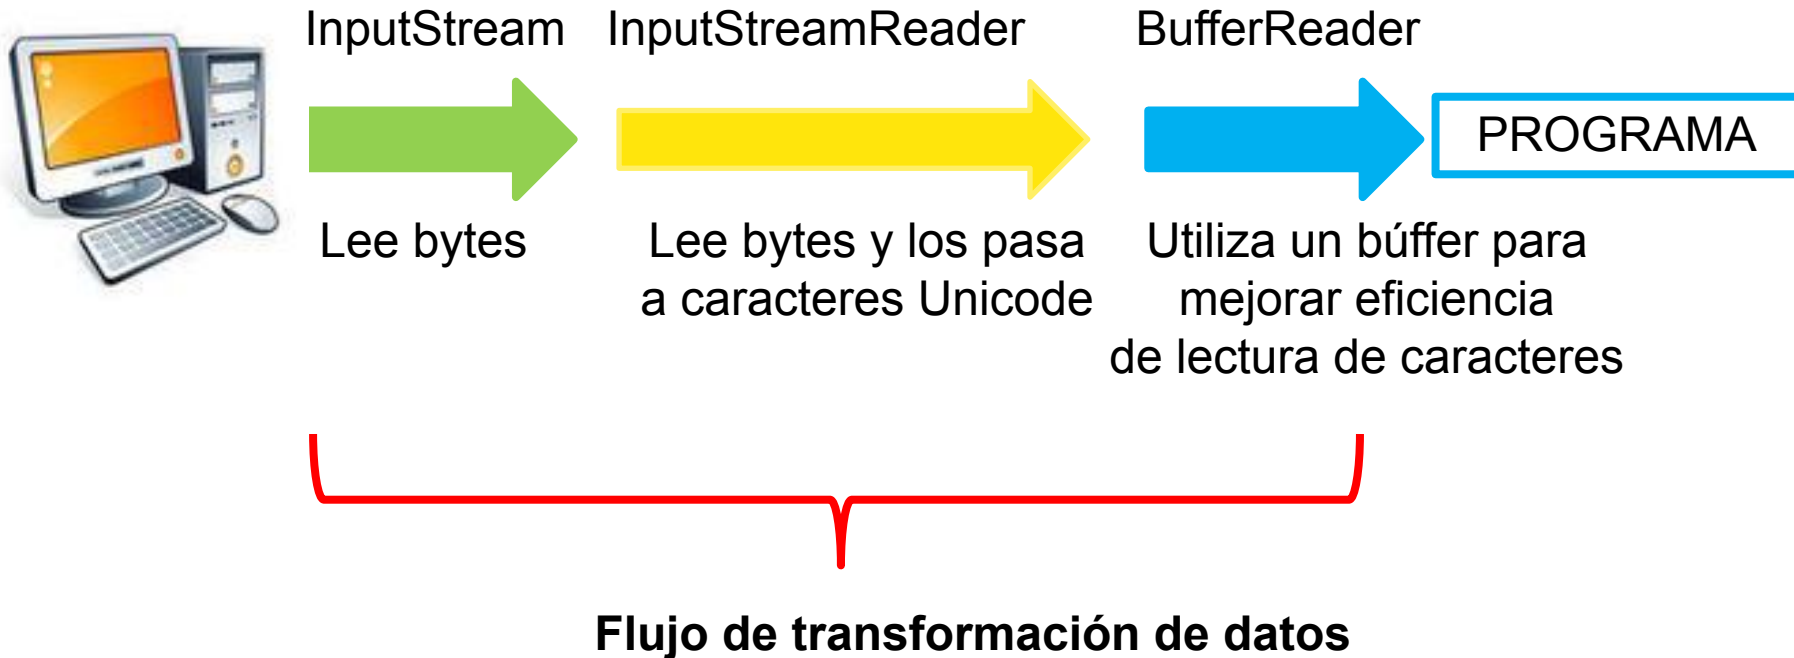 InputStream InputStreamReader BufferReader
PROGRAMA
Lee bytes
Lee bytes y los pasa
a caracteres Unicode
Utiliza un búffer para
mejorar eficiencia
de lectura de caracteres
Flujo de transformación de datos